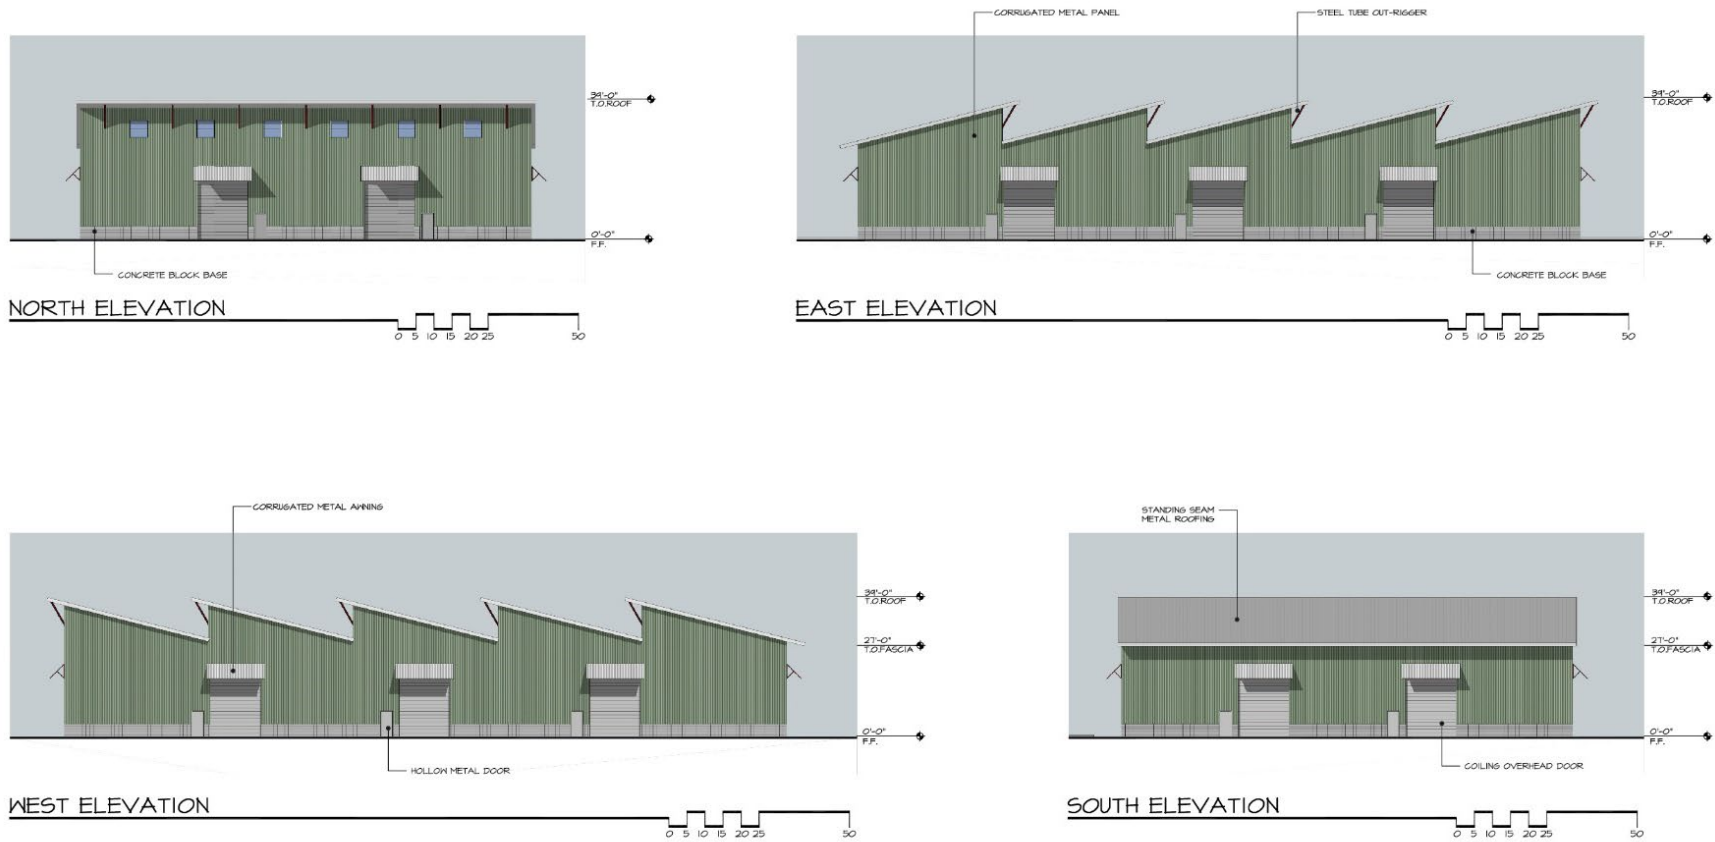 CORRUGATED METAL PANEL
STEEL TUBE OUT-RIGGER
39'-0"
T.O.ROOF
0'-0"
F.F.
CONCRETE BLOCK BASE
NORTH ELEVATION
0 5 10 15 20 25 50
39'-0"
T.O.ROOF
0'-0"
F.F.
CONCRETE BLOCK BASE
EAST ELEVATION
0 5 10 15 20 25 50
CORRUGATED METAL AWNING
39'-0"
T.O.ROOF
27'-0"
T.O.FASCIA
0'-0"
F.F.
HOLLOW METAL DOOR
WEST ELEVATION
0 5 10 15 20 25 50
STANDING SEAM
METAL ROOFING
39'-0"
T.O.ROOF
27'-0"
T.O.FASCIA
0'-0"
F.F.
COILING OVERHEAD DOOR
SOUTH ELEVATION
0 5 10 15 20 25 50